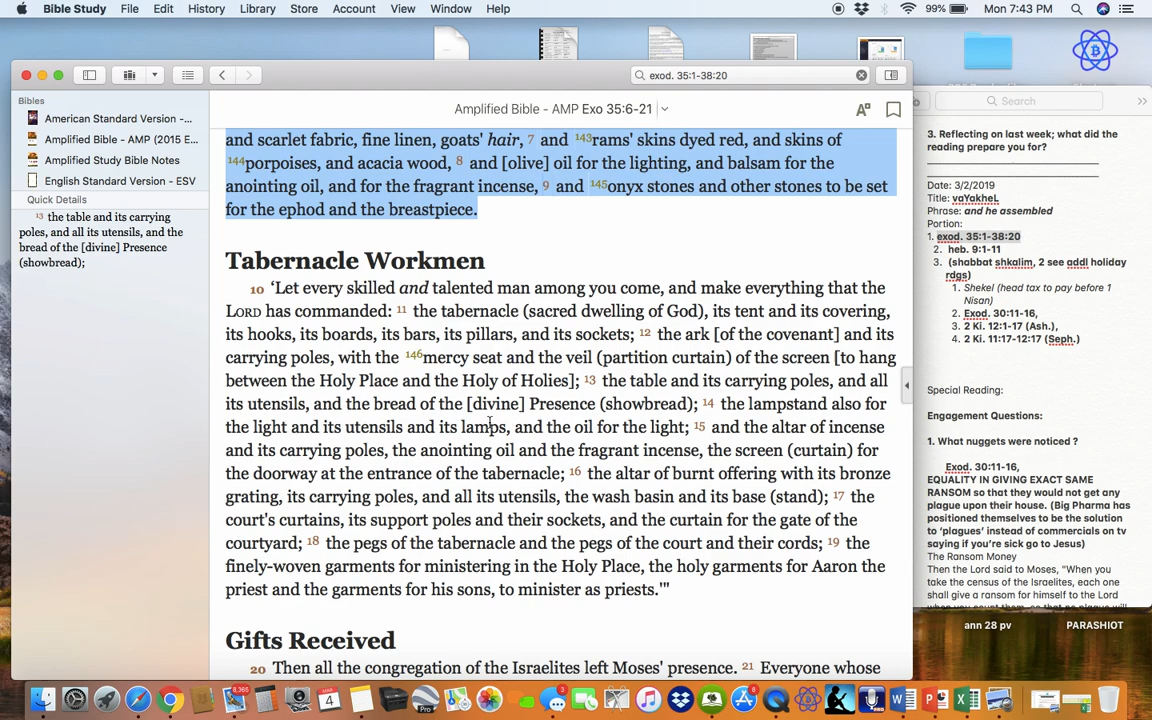 Bible Study File Edit History Library Store Account View Window Help
99% Mon 7:43 PM
exod. 35:1-38:20
Bibles
American Standard Version -...
Amplified Bible - AMP (2015 E...
Amplified Study Bible Notes
English Standard Version - ESV
Quick Details
13 the table and its carrying
poles, and all its utensils, and the
bread of the [divine] Presence
(showbread);
Amplified Bible - AMP Exo 35:6-21
and scarlet fabric, fine linen, goats' hair, 7 and 143rams' skins dyed red, and skins of
144porpoises, and acacia wood, 8 and [olive] oil for the lighting, and balsam for the
anointing oil, and for the fragrant incense, 9 and 145onyx stones and other stones to be set
for the ephod and the breastpiece.
Tabernacle Workmen
10 ‘Let every skilled and talented man among you come, and make everything that the
LORD has commanded: 11 the tabernacle (sacred dwelling of God), its tent and its covering,
its hooks, its boards, its bars, its pillars, and its sockets; 12 the ark [of the covenant] and its
carrying poles, with the 146mercy seat and the veil (partition curtain) of the screen [to hang
between the Holy Place and the Holy of Holies]; 13 the table and its carrying poles, and all
its utensils, and the bread of the [divine] Presence (showbread); 14 the lampstand also for
the light and its utensils and its lamps, and the oil for the light; 15 and the altar of incense
and its carrying poles, the anointing oil and the fragrant incense, the screen (curtain) for
the doorway at the entrance of the tabernacle; 16 the altar of burnt offering with its bronze
grating, its carrying poles, and all its utensils, the wash basin and its base (stand); 17 the
court's curtains, its support poles and their sockets, and the curtain for the gate of the
courtyard; 18 the pegs of the tabernacle and the pegs of the court and their cords; 19 the
finely-woven garments for ministering in the Holy Place, the holy garments for Aaron the
priest and the garments for his sons, to minister as priests.'"
Gifts Received
20 Then all the congregation of the Israelites left Moses' presence. 21 Everyone whose
Search
3. Reflecting on last week; what did the
reading prepare you for?
Date: 3/2/2019
Title: vaYakheL
Phrase: and he assembled
Portion:
1. exod. 35:1-38:20
2. heb. 9:1-11
3. (shabbat shkalim, 2 see addl holiday
rdgs)
1. Shekel (head tax to pay before 1
Nisan)
2. Exod. 30:11-16,
3. 2 Ki. 12:1-17 (Ash.),
4. 2 Ki. 11:17-12:17 (Seph.)
Special Reading:
Engagement Questions:
1. What nuggets were noticed ?
Exod. 30:11-16,
EQUALITY IN GIVING EXACT SAME
RANSOM so that they would not get any
plague upon their house. (Big Pharma has
positioned themselves to be the solution
to ‘plagues’ instead of commercials on tv
saying if you’re sick go to Jesus)
The Ransom Money
Then the Lord said to Moses, "When you
take the census of the Israelites, each one
shall give a ransom for himself to the Lord
ann 28 pv PARASHIOT
8,365
MAR
4
Pro
3
8